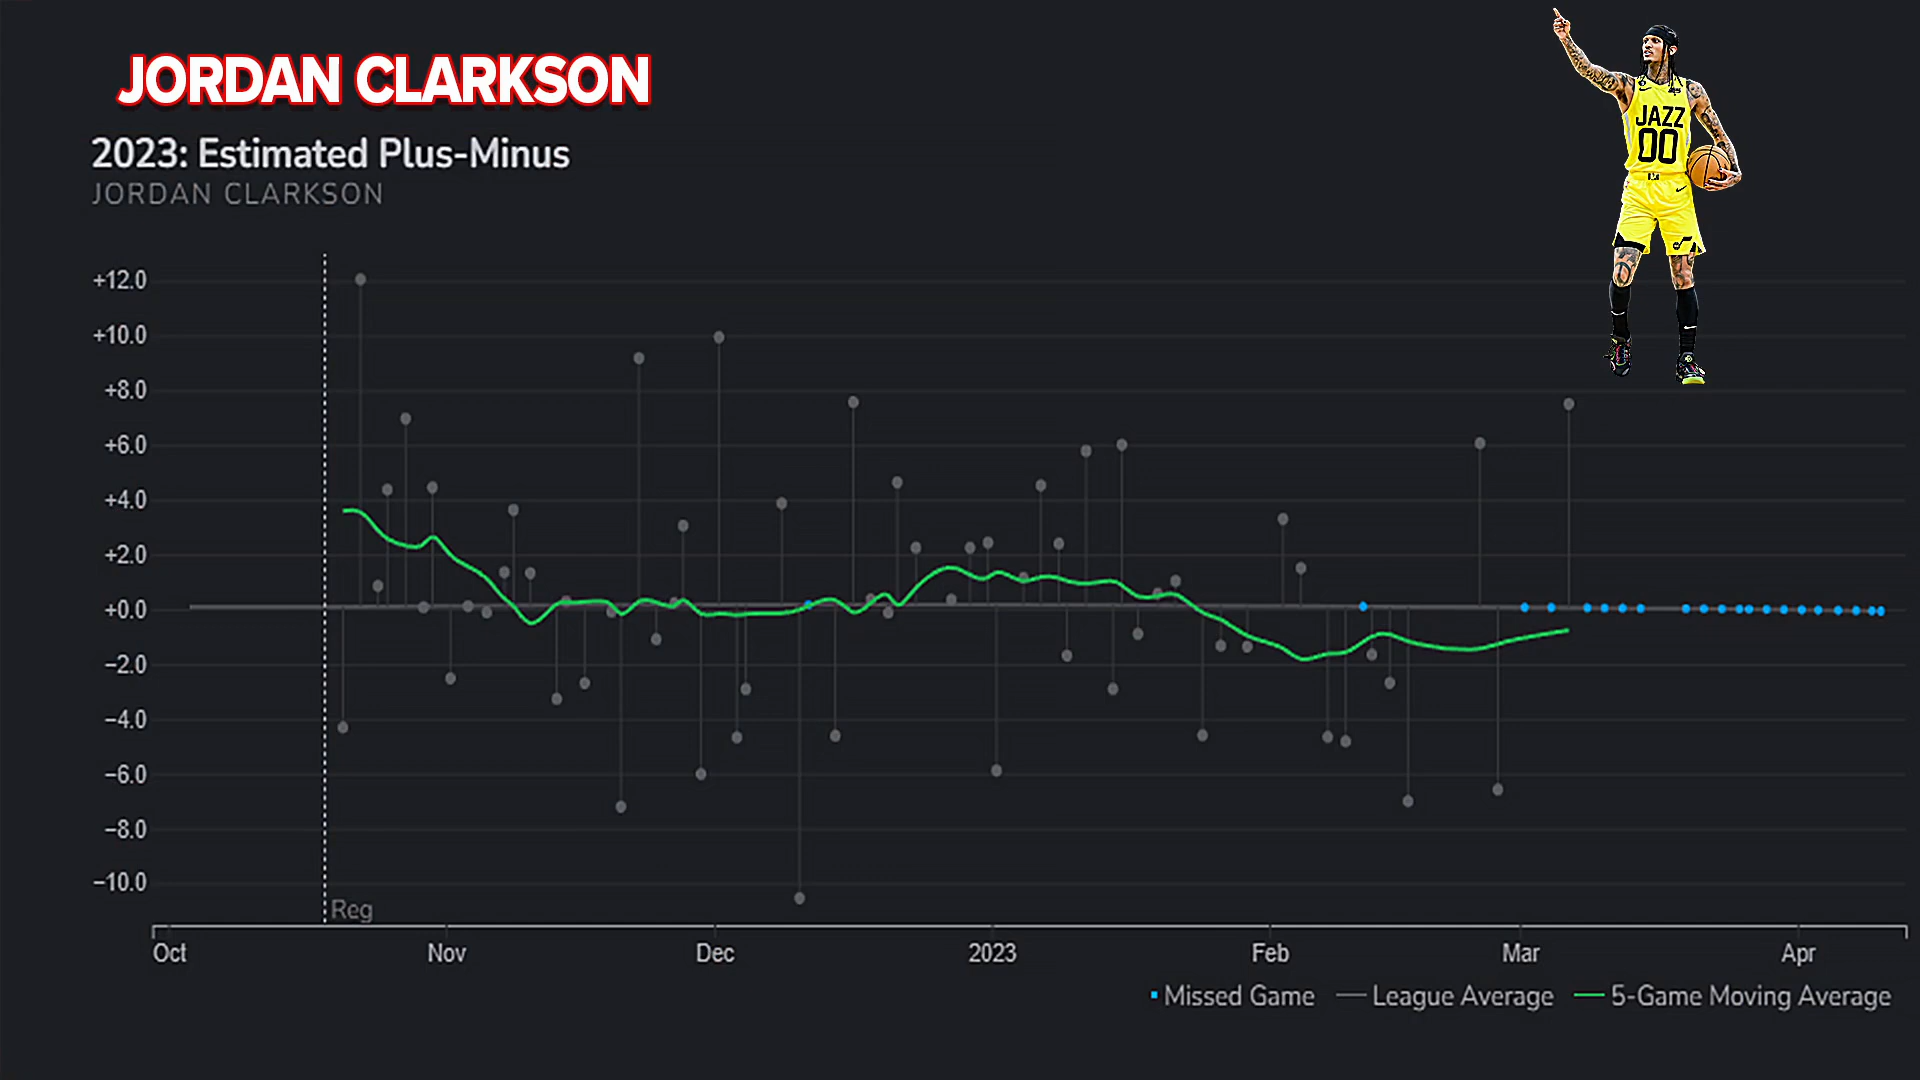 JORDAN CLARKSON
2023: Estimated Plus-Minus
JORDAN CLARKSON
JAZZ
00
+12.0
+10.0
+8.0
+6.0
+4.0
+2.0
+0.0
−2.0
−4.0
−6.0
−8.0
−10.0
Reg
Oct Nov Dec 2023 Feb Mar Apr
Missed Game League Average 5-Game Moving Average